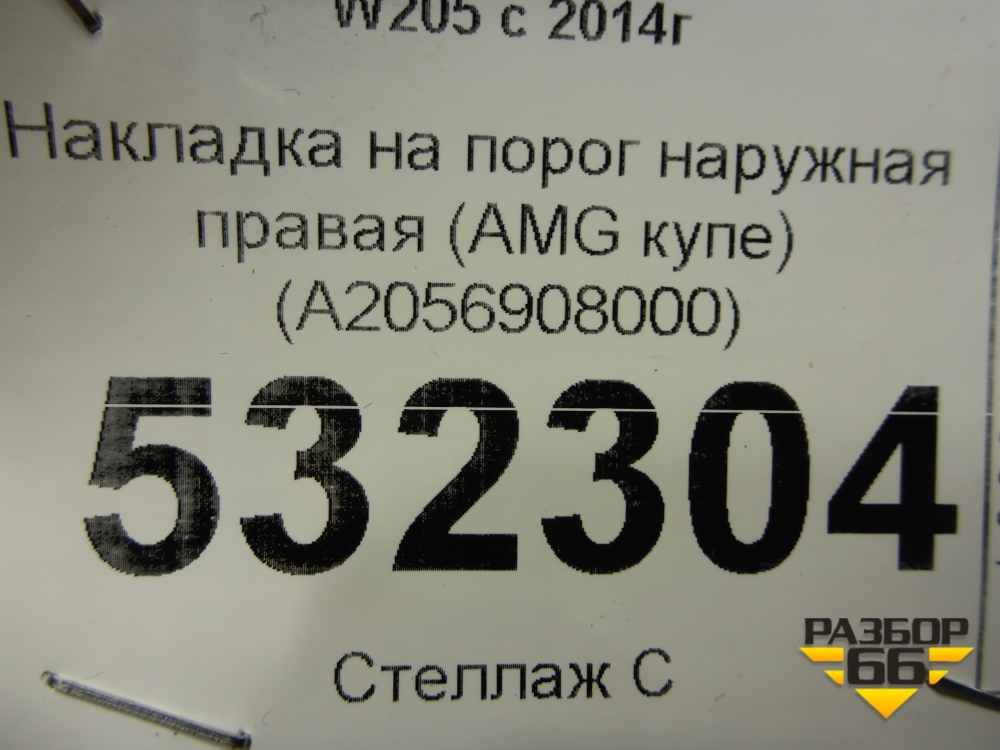 W205 с 2014г
Накладка на порог наружная
правая (AMG купе)
(A2056908000)
532304
Стеллаж С
РАЗБОР
66